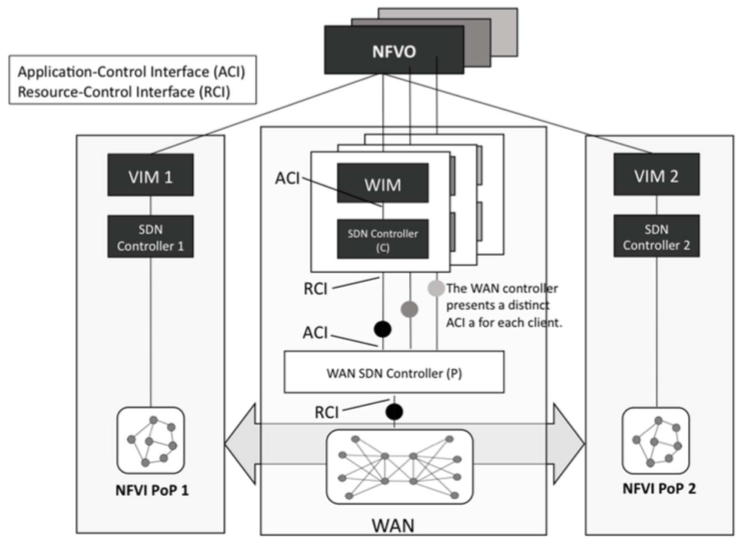 NFVO
Application-Control Interface (ACI)
Resource-Control Interface (RCI)
VIM 1
SDN
Controller 1
ACI
WIM
SDN Controller
(C)
VIM 2
SDN
Controller 2
RCI
The WAN controller
presents a distinct
ACI a for each client.
ACI
WAN SDN Controller (P)
RCI
NFVI PoP 1
NFVI PoP 2
WAN